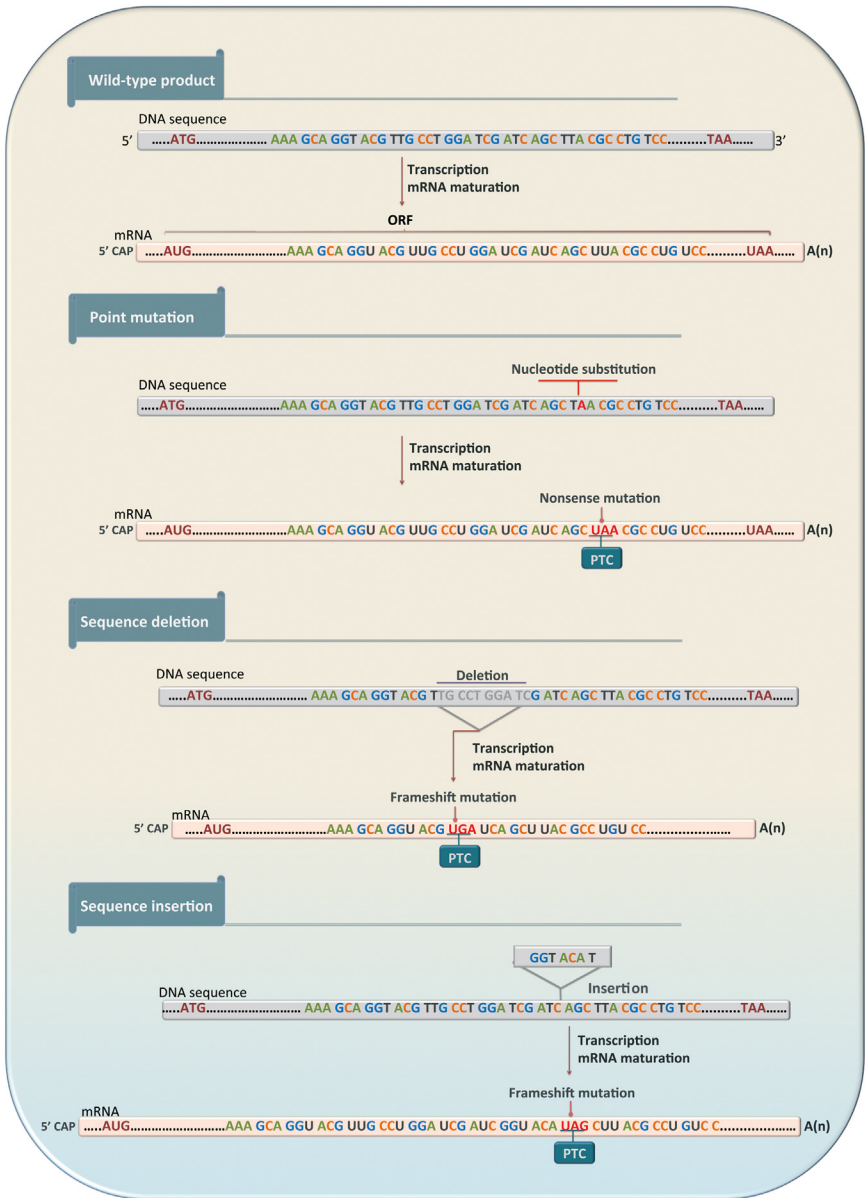 Wild-type product
DNA sequence
5′ .....ATG....................... AAA GCA GGT ACG TTG CCT GGA TCG ATC AGC TTA CGC CTG TCC..........TAA...... 3′
Transcription
mRNA maturation
ORF
mRNA
5′ CAP .....AUG.............................AAA GCA GGU ACG UUG CCU GGA UCG AUC AGC UUA CGC CUG UCC..........UAA...... A(n)
Point mutation
Nucleotide substitution
DNA sequence
.....ATG.............................AAA GCA GGT ACG TTG CCT GGA TCG ATC AGC TAA CGC CTG TCC..........TAA......
Transcription
mRNA maturation
Nonsense mutation
mRNA
5′ CAP .....AUG.............................AAA GCA GGU ACG UUG CCU GGA UCG AUC AGC UAA CGC CUG UCC..........UAA...... A(n)
PTC
Sequence deletion
Deletion
DNA sequence
.....ATG............................. AAA GCA GGT ACG TTG CCT GGA TCG ATC AGC TTA CGC CTG TCC..........TAA......
Transcription
mRNA maturation
Frameshift mutation
mRNA
5′ CAP .....AUG.............................AAA GCA GGU ACG UGA UCA GCU UAC GCC UGU CC.......................... A(n)
PTC
Sequence insertion
GGT ACA T
Insertion
DNA sequence
.....ATG............................. AAA GCA GGT ACG TTG CCT GGA TCG ATC AGC TTA CGC CTG TCC..........TAA......
Transcription
mRNA maturation
Frameshift mutation
mRNA
5′ CAP .....AUG.............................AAA GCA GGU ACG UUG CCU GGA UCG AUC GGU ACA UAG CUU ACG CCU GUC C........................ A(n)
PTC